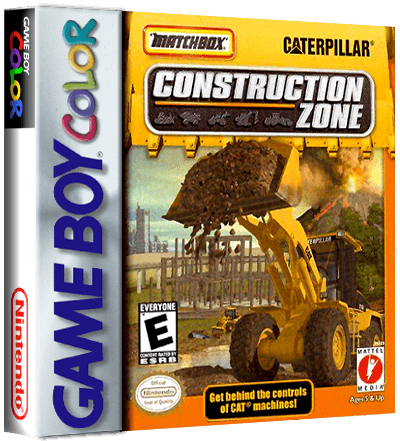 GAME BOY
COLOR
Nintendo
GAME BOY COLOR
MATCHBOX
CATERPILLAR
CONSTRUCTION
ZONE
CATERPILLAR
EVERYONE
E
CONTENT RATED BY
ESRB
Official
Nintendo
Seal of Quality
Get behind the controls
of CAT® machines!
MATTEL
MEDIA
Ages 5 & Up